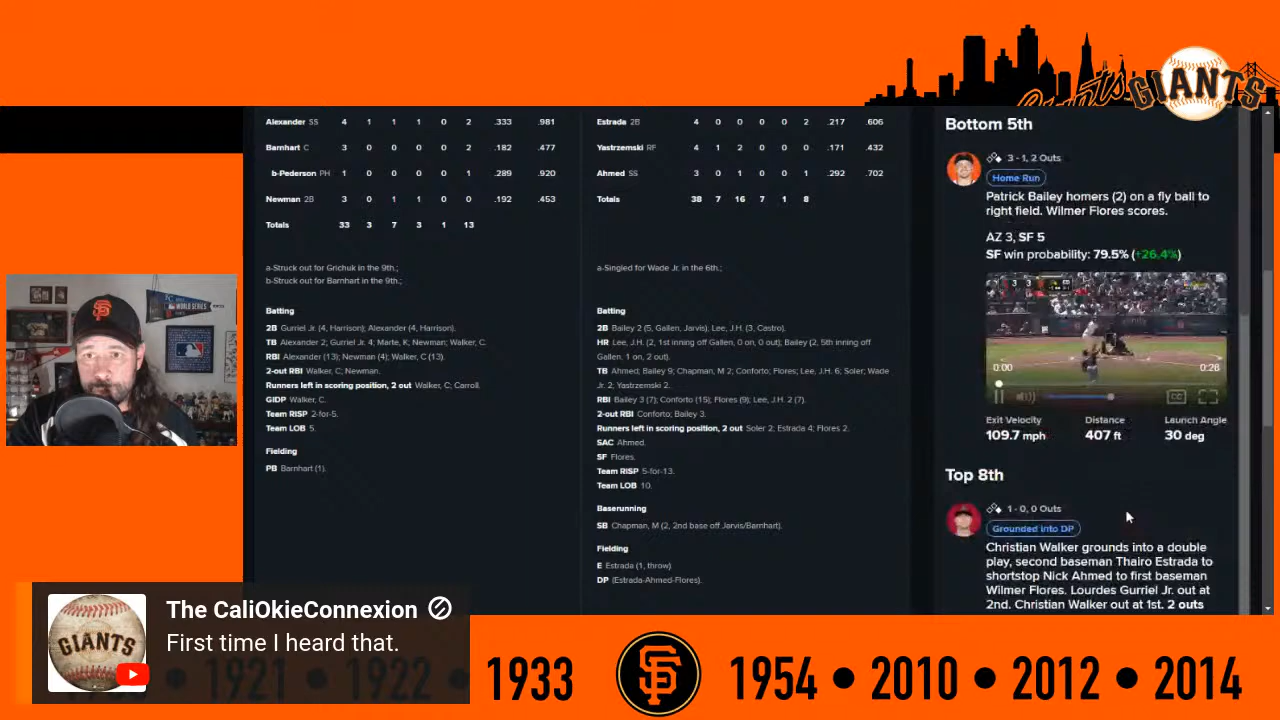 Giants GIANTS
Alexander SS 4 1 1 1 0 2 .333 .981
Barnhart C 3 0 0 0 0 2 .182 .477
b-Pederson PH 1 0 0 0 0 1 .289 .920
Newman 2B 3 0 1 1 0 0 .192 .453
Totals 33 3 7 3 1 13
a-Struck out for Grichuk in the 9th.;
b-Struck out for Barnhart in the 9th.;
Batting
2B Gurriel Jr. (4, Harrison); Alexander (4, Harrison).
TB Alexander 2; Gurriel Jr. 4; Marte, K; Newman; Walker, C.
RBI Alexander (13); Newman (4); Walker, C (13).
2-out RBI Walker, C; Newman.
Runners left in scoring position, 2 out Walker, C; Carroll.
GIDP Walker, C.
Team RISP 2-for-5.
Team LOB 5.
Fielding
PB Barnhart (1).
Estrada 2B 4 0 0 0 0 2 .217 .606
Yastrzemski RF 4 1 2 0 0 0 .171 .432
Ahmed SS 3 0 1 0 0 1 .292 .702
Totals 38 7 16 7 1 8
a-Singled for Wade Jr. in the 6th.;
Batting
2B Bailey 2 (5, Gallen, Jarvis); Lee, J.H. (3, Castro).
HR Lee, J.H. (2, 1st inning off Gallen, 0 on, 0 out); Bailey (2, 5th inning off
Gallen, 1 on, 2 out).
TB Ahmed; Bailey 9; Chapman, M 2; Conforto; Flores; Lee, J.H. 6; Soler; Wade
Jr. 2; Yastrzemski 2.
RBI Bailey 3 (7); Conforto (15); Flores (9); Lee, J.H. 2 (7).
2-out RBI Conforto; Bailey 3.
Runners left in scoring position, 2 out Soler 2; Estrada 4; Flores 2.
SAC Ahmed.
SF Flores.
Team RISP 5-for-13.
Team LOB 10.
Baserunning
SB Chapman, M (2, 2nd base off Jarvis/Barnhart).
Fielding
E Estrada (1, throw)
DP (Estrada-Ahmed-Flores).
Bottom 5th
3 - 1, 2 Outs
Home Run
Patrick Bailey homers (2) on a fly ball to
right field. Wilmer Flores scores.
AZ 3, SF 5
SF win probability: 79.5% (+26.4%)
0:00 0:26
CC
Exit Velocity Distance Launch Angle
109.7 mph 407 ft 30 deg
Top 8th
1 - 0, 0 Outs
Grounded into DP
Christian Walker grounds into a double
play, second baseman Thairo Estrada to
shortstop Nick Ahmed to first baseman
Wilmer Flores. Lourdes Gurriel Jr. out at
2nd. Christian Walker out at 1st. 2 outs
The CaliOkieConnexion
First time I heard that.
GIANTS
1921 • 1922 • 1933 SF 1954 • 2010 • 2012 • 2014